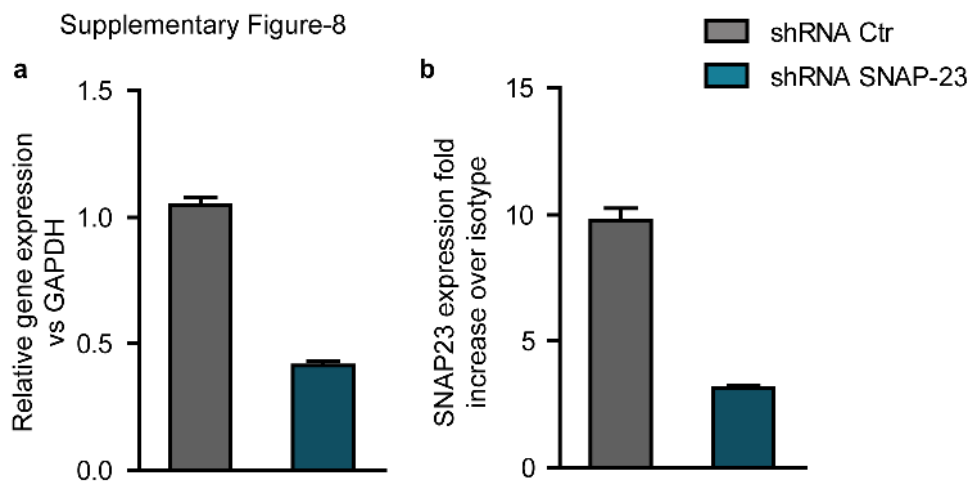 Supplementary Figure-8
shRNA Ctr
shRNA SNAP-23
a
Relative gene expression
vs GAPDH
1.5
1.0
0.5
0.0
b
SNAP23 expression fold
increase over isotype
15
10
5
0